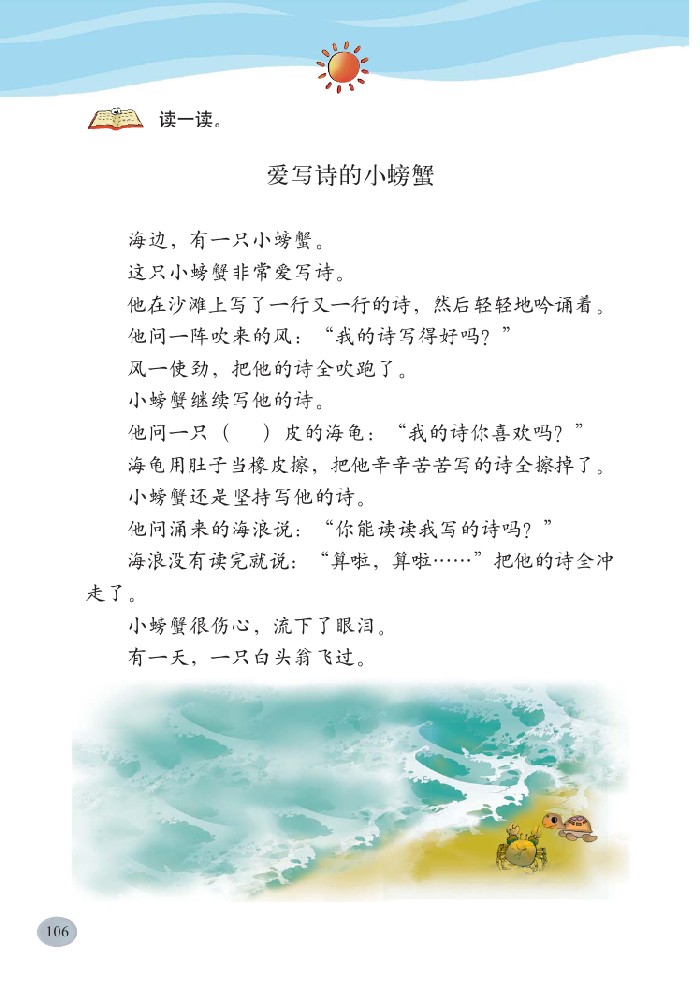 读一读。
爱写诗的小螃蟹
海边，有一只小螃蟹。
这只小螃蟹非常爱写诗。
他在沙滩上写了一行又一行的诗，然后轻轻地吟诵着。
他问一阵吹来的风：“我的诗写得好吗？”
风一使劲，把他的诗全吹跑了。
小螃蟹继续写他的诗。
他问一只（ ）皮的海龟：“我的诗你喜欢吗？”
海龟用肚子当橡皮擦，把他辛辛苦苦写的诗全擦掉了。
小螃蟹还是坚持写他的诗。
他问涌来的海浪说：“你能读读我写的诗吗？”
海浪没有读完就说：“算啦，算啦……”把他的诗全冲
走了。
小螃蟹很伤心，流下了眼泪。
有一天，一只白头翁飞过。
106